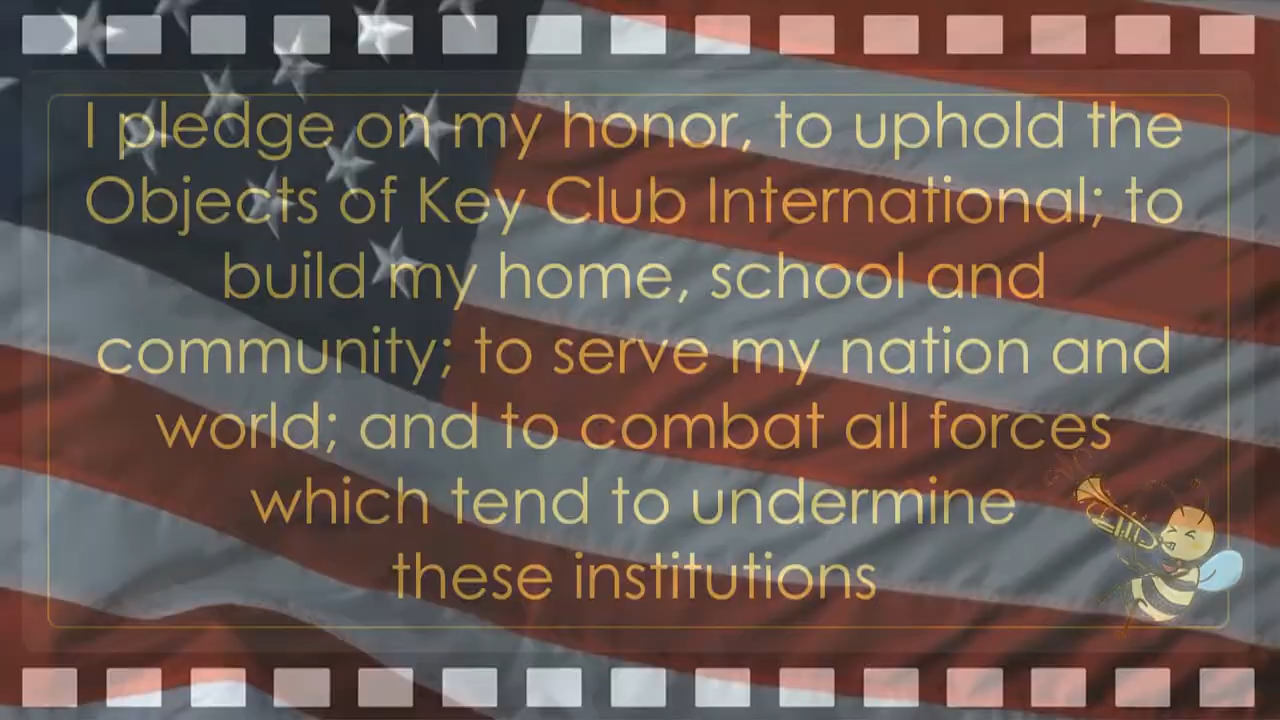 I pledge on my honor, to uphold the
Objects of Key Club International; to
build my home, school and
community; to serve my nation and
world; and to combat all forces
which tend to undermine
these institutions